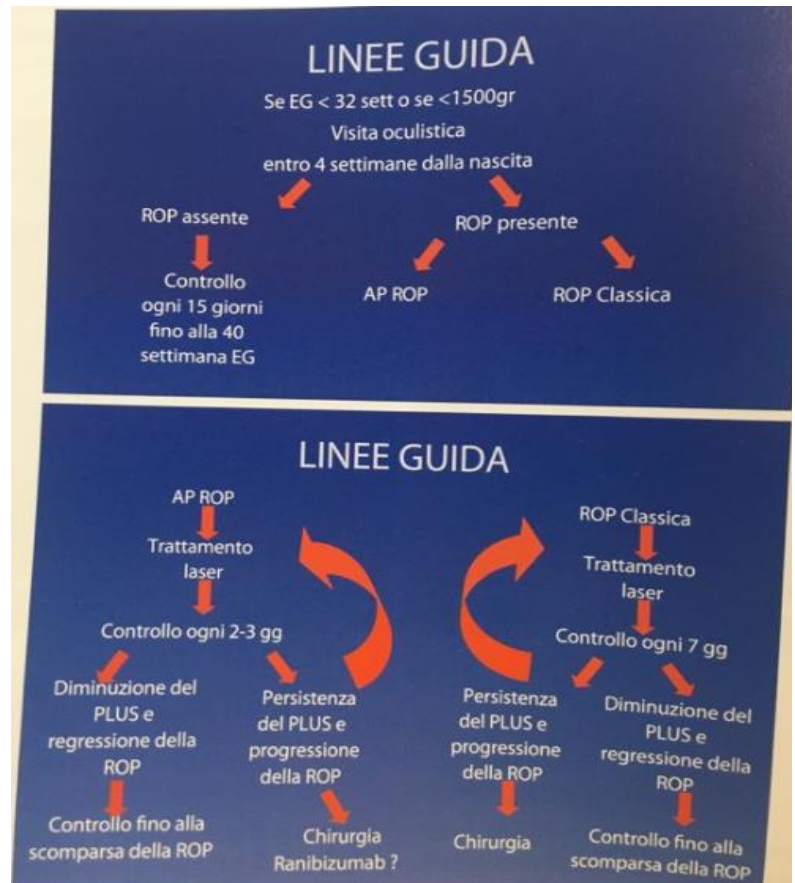 LINEE GUIDA
Se EG < 32 sett o se <1500gr
Visita oculistica
entro 4 settimane dalla nascita
ROP assente
ROP presente
Controllo
ogni 15 giorni
fino alla 40
settimana EG
AP ROP
ROP Classica
LINEE GUIDA
AP ROP
Trattamento
laser
Controllo ogni 2-3 gg
Diminuzione del
PLUS e
regressione della
ROP
Persistenza
del PLUS e
progressione
della ROP
Controllo fino alla
scomparsa della ROP
Chirurgia
Ranibizumab ?
ROP Classica
Trattamento
laser
Controllo ogni 7 gg
Persistenza
del PLUS e
progressione
della ROP
Diminuzione del
PLUS e
regressione della
ROP
Chirurgia
Controllo fino alla
scomparsa della ROP